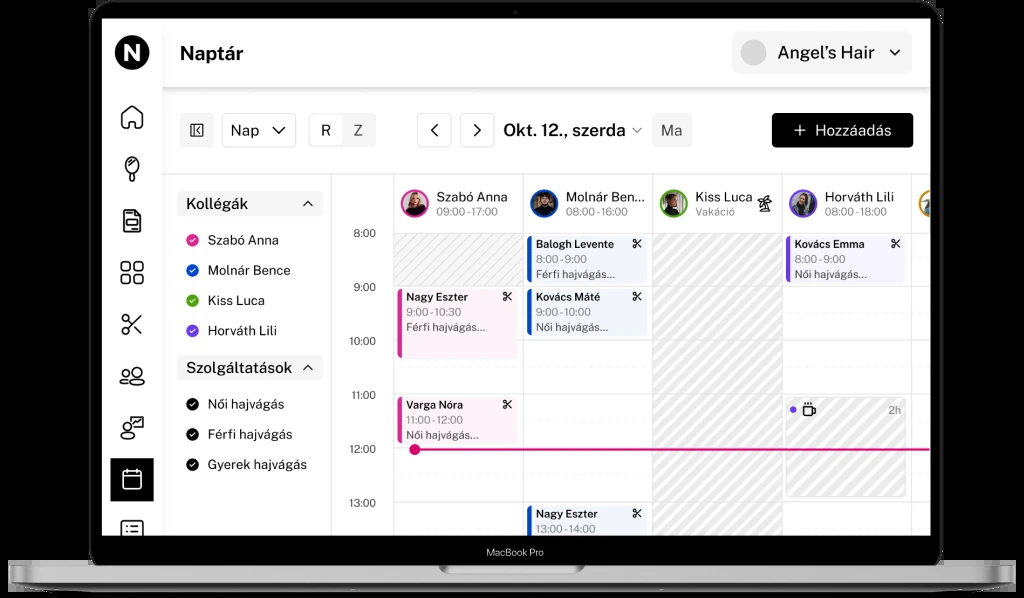 N
Naptár
Angel's Hair
Nap
R
Z
Okt. 12., szerda
Ma
+ Hozzáadás
Kollégák
Szabó Anna
Molnár Bence
Kiss Luca
Horváth Lili
Szolgáltatások
Női hajvágás
Férfi hajvágás
Gyerek hajvágás
Szabó Anna
09:00-17:00
Molnár Ben...
08:00-16:00
Kiss Luca
Vakáció
Horváth Lili
08:00-18:00
8:00
9:00
10:00
11:00
12:00
13:00
Nagy Eszter
9:00-10:30
Férfi hajvágás...
Varga Nóra
11:00-12:00
Női hajvágás...
Balogh Levente
8:00-9:00
Férfi hajvágás...
Kovács Máté
9:00-10:00
Női hajvágás...
Nagy Eszter
13:00-14:00
Kovács Emma
8:00-9:00
Női hajvágás...
2h
MacBook Pro